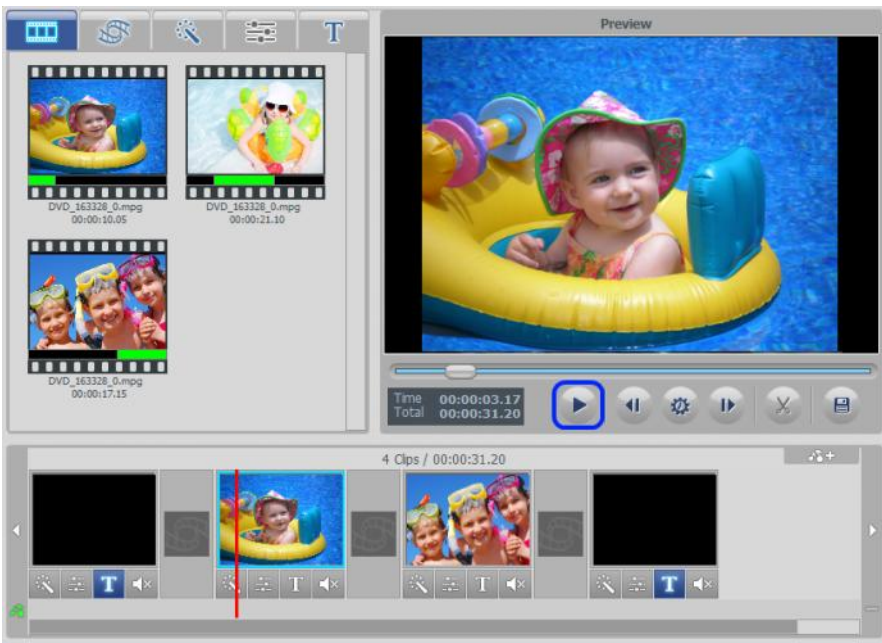 T
Preview
DVD_163328_0.mpg
00:00:10.05
DVD_163328_0.mpg
00:00:21.10
DVD_163328_0.mpg
00:00:17.15
Time 00:00:03.17
Total 00:00:31.20
4 Clips / 00:00:31.20
T
T
T
T